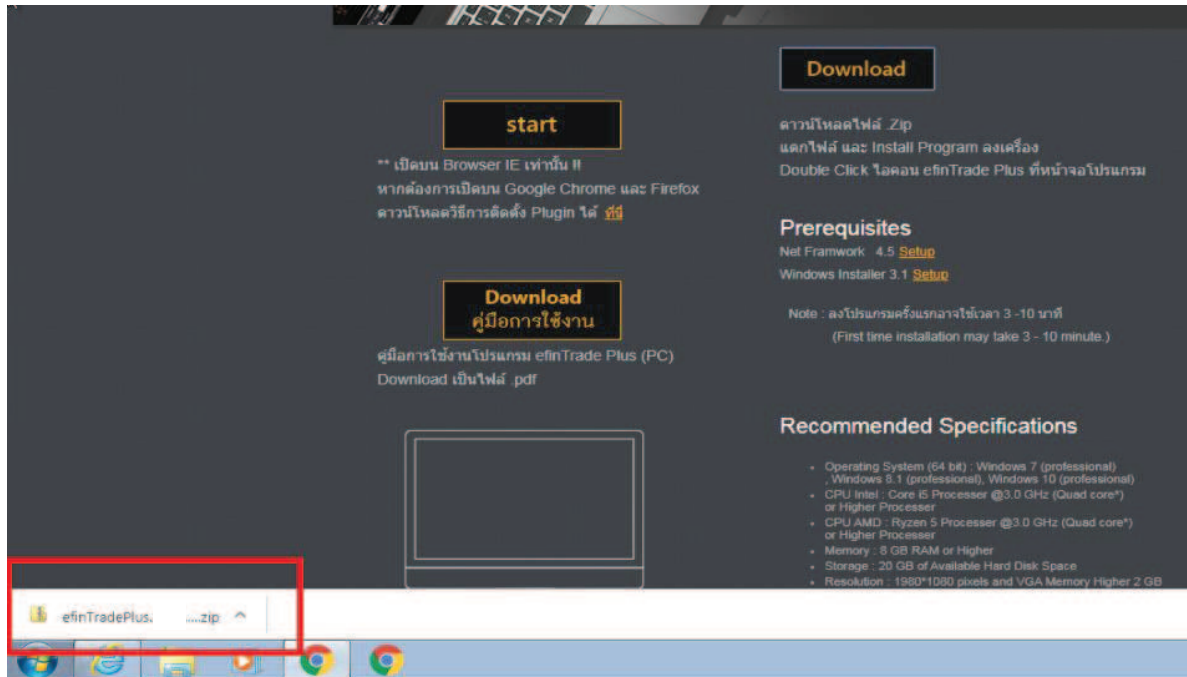 start
** เปิดบน Browser IE เท่านั้น !!
หากต้องการเปิดบน Google Chrome และ Firefox
ดาวน์โหลดวิธีการติดตั้ง Plugin ได้ ที่นี่
Download
คู่มือการใช้งาน
คู่มือการใช้งานโปรแกรม efinTrade Plus (PC)
Download เป็นไฟล์ .pdf
Download
ดาวน์โหลดไฟล์ .Zip
แตกไฟล์ และ Install Program ลงเครื่อง
Double Click ไอคอน efinTrade Plus ที่หน้าจอโปรแกรม
Prerequisites
Net Framwork 4.5 Setup
Windows Installer 3.1 Setup
Note : ลงโปรแกรมครั้งแรกอาจใช้เวลา 3 -10 นาที
(First time installation may take 3 - 10 minute.)
Recommended Specifications
Operating System (64 bit) : Windows 7 (professional)
, Windows 8.1 (professional), Windows 10 (professional)
CPU Intel : Core i5 Processer @3.0 GHz (Quad core*)
or Higher Processer
CPU AMD : Ryzen 5 Processer @3.0 GHz (Quad core*)
or Higher Processer
Memory : 8 GB RAM or Higher
Storage : 20 GB of Available Hard Disk Space
Resolution : 1980*1080 pixels and VGA Memory Higher 2 GB
efinTradePlus. .....zip